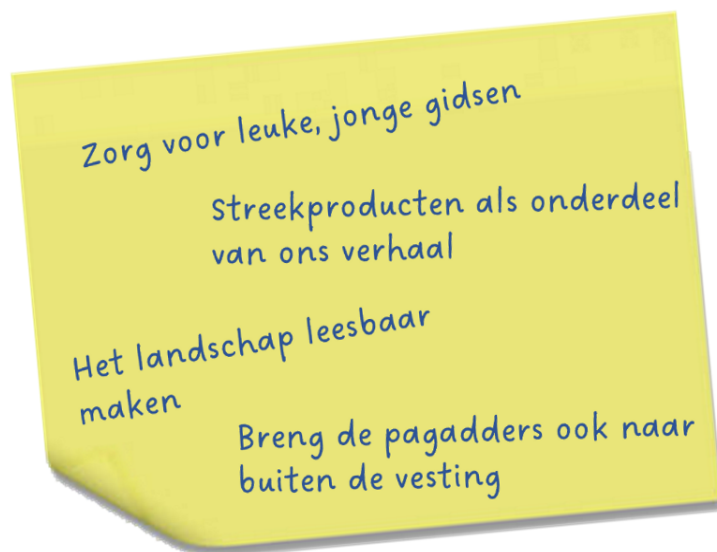 Zorg voor leuke, jonge gidsen
Streekproducten als onderdeel
van ons verhaal
Het landschap leesbaar
maken
Breng de pagadders ook naar
buiten de vesting